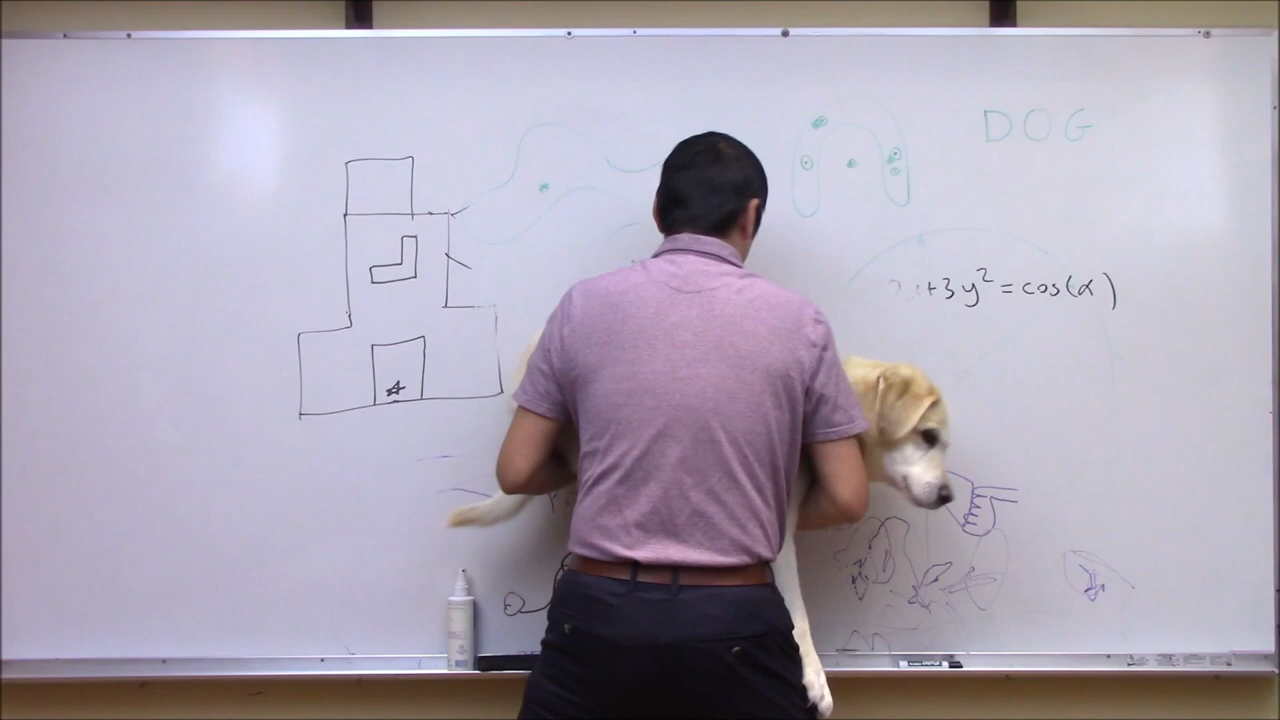 DOG
+3y² = cos(α)